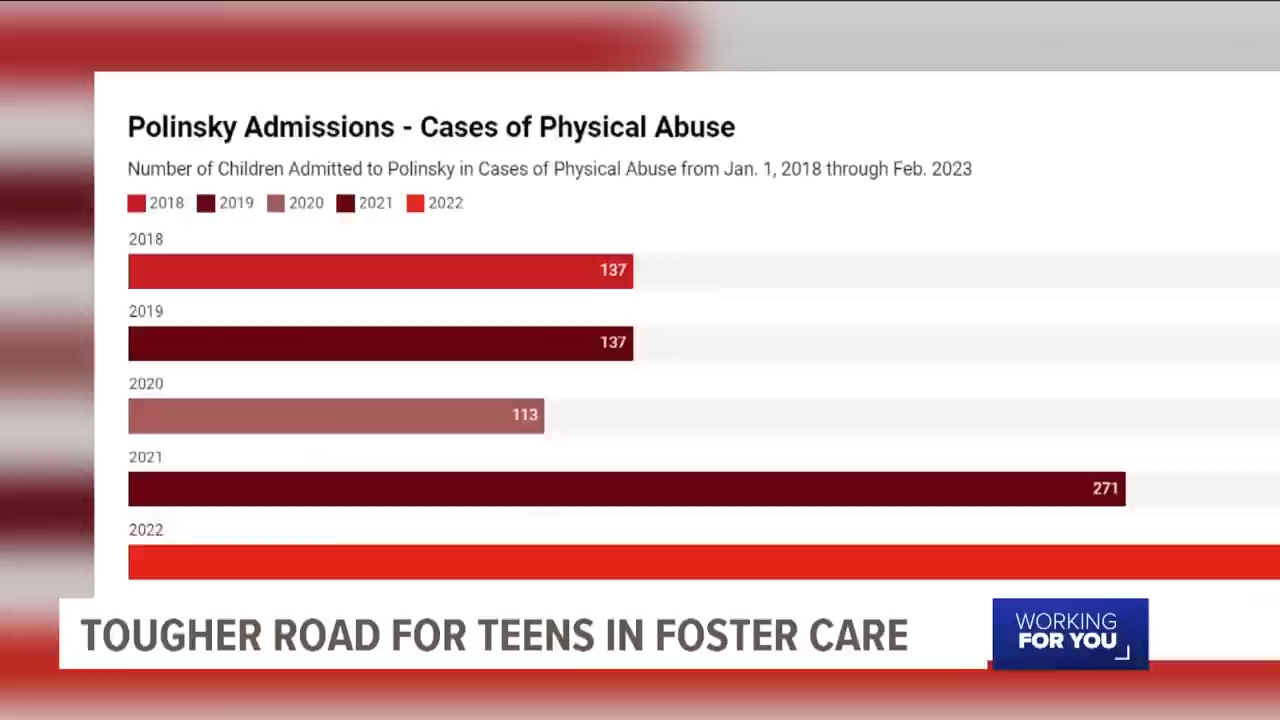 Polinsky Admissions - Cases of Physical Abuse
Number of Children Admitted to Polinsky in Cases of Physical Abuse from Jan. 1, 2018 through Feb. 2023
2018 2019 2020 2021 2022
2018
137
2019
137
2020
113
2021
271
2022
TOUGHER ROAD FOR TEENS IN FOSTER CARE
WORKING
FOR YOU